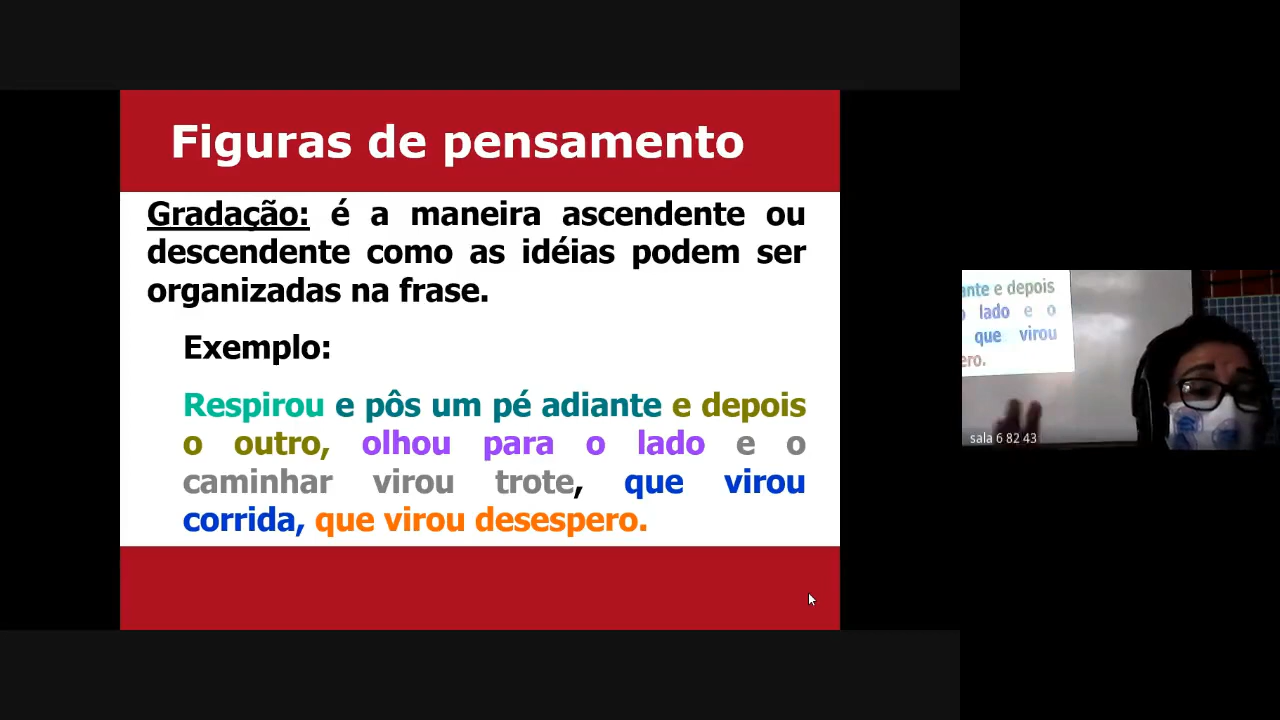 Figuras de pensamento
Gradação: é a maneira ascendente ou
descendente como as idéias podem ser
organizadas na frase.
Exemplo:
Respirou e pôs um pé adiante e depois
o outro, olhou para o lado e o
caminhar virou trote, que virou
corrida, que virou desespero.
ante e depois
lado e o
que virou
ero.
sala 6 82 43